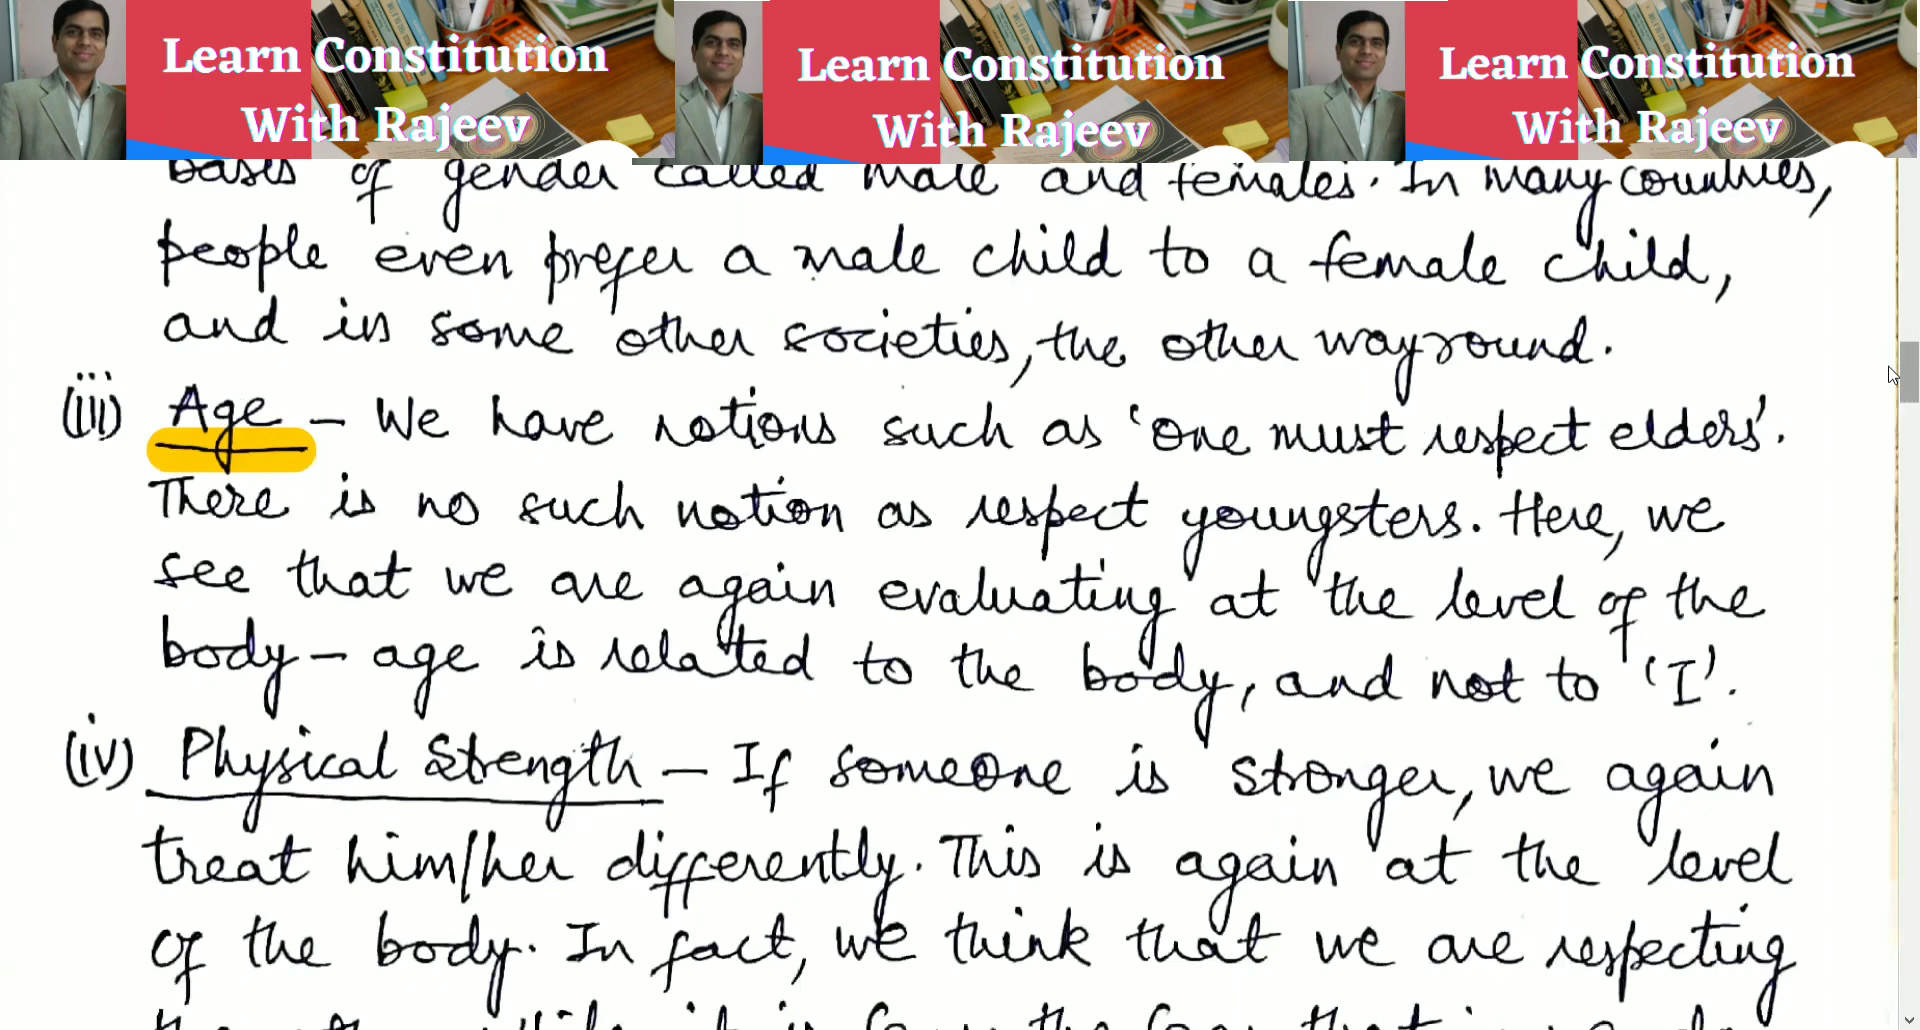 Learn Constitution
With Rajeev
Learn Constitution
With Rajeev
Learn Constitution
With Rajeev
basis of gender called male and females. In many countries,
people even prefer a male child to a female child,
and in some other societies, the other way round.
(iii) Age - We have notions such as 'One must respect elders'.
There is no such notion as respect youngsters. Here, we
see that we are again evaluating at the level of the
body - age is related to the body, and not to 'I'.
(iv) Physical Strength - If someone is stronger, we again
treat him/her differently. This is again at the level
of the body. In fact, we think that we are respecting